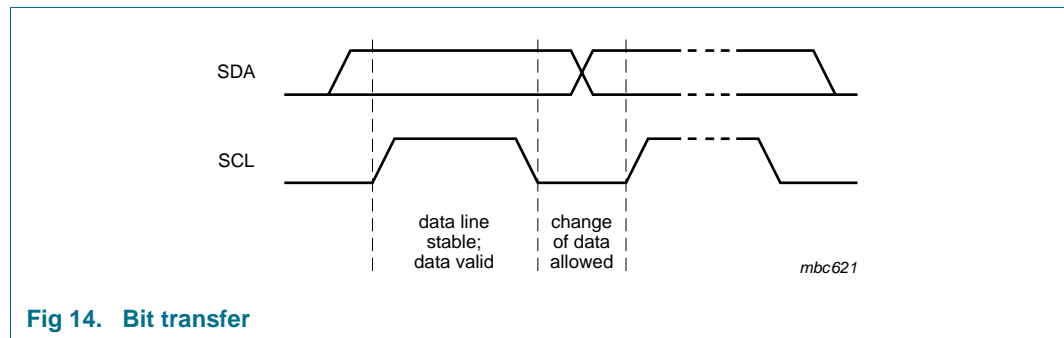 SDA
SCL
data line
stable;
data valid
change
of data
allowed
mbc621
Fig 14. Bit transfer